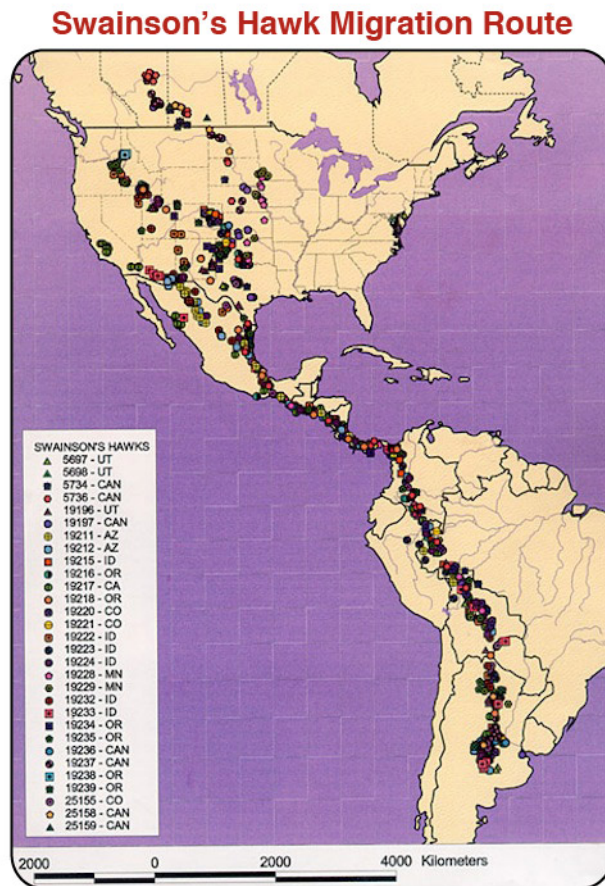 Swainson's Hawk Migration Route
SWAINSON'S HAWKS
5697 - UT
5698 - UT
5734 - CAN
5736 - CAN
19196 - UT
19197 - CAN
19211 - AZ
19212 - AZ
19215 - ID
19216 - OR
19217 - CA
19218 - OR
19220 - CO
19221 - CO
19222 - ID
19223 - ID
19224 - ID
19228 - MN
19229 - MN
19232 - ID
19233 - ID
19234 - OR
19235 - OR
19236 - CAN
19237 - CAN
19238 - OR
19239 - OR
25155 - CO
25158 - CAN
25159 - CAN
2000 0 2000 4000 Kilometers